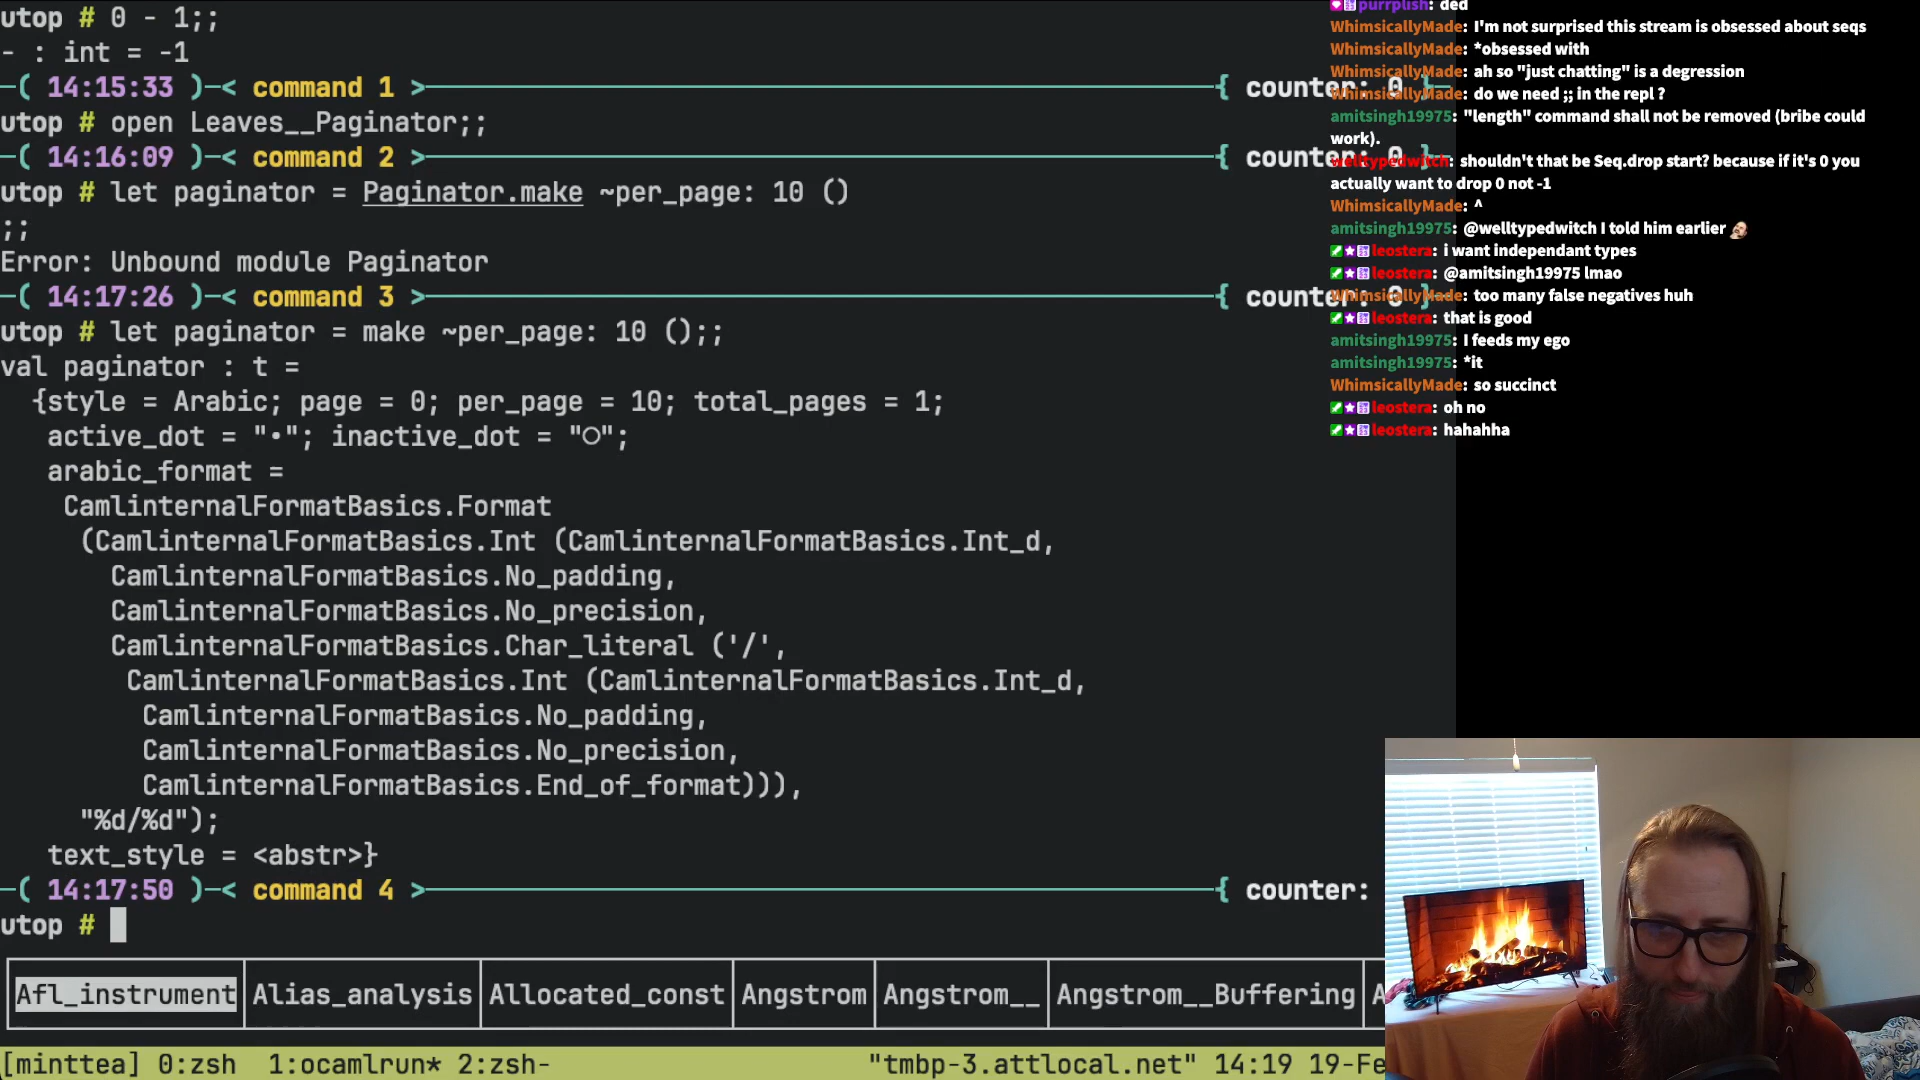 utop # 0 - 1;;
- : int = -1
-( 14:15:33 )-< command 1 >-{ counter: 0 }-
utop # open Leaves__Paginator;;
-( 14:16:09 )-< command 2 >-{ counter: 0 }-
utop # let paginator = Paginator.make ~per_page: 10 ()
;;
Error: Unbound module Paginator
-( 14:17:26 )-< command 3 >-{ counter: 0 }-
utop # let paginator = make ~per_page: 10 ();;
val paginator : t =
{style = Arabic; page = 0; per_page = 10; total_pages = 1;
active_dot = "•"; inactive_dot = "○";
arabic_format =
CamlinternalFormatBasics.Format
(CamlinternalFormatBasics.Int (CamlinternalFormatBasics.Int_d,
CamlinternalFormatBasics.No_padding,
CamlinternalFormatBasics.No_precision,
CamlinternalFormatBasics.Char_literal ('/',
CamlinternalFormatBasics.Int (CamlinternalFormatBasics.Int_d,
CamlinternalFormatBasics.No_padding,
CamlinternalFormatBasics.No_precision,
CamlinternalFormatBasics.End_of_format))),
"%d/%d");
text_style = <abstr>}
-( 14:17:50 )-< command 4 >-{ counter:
utop #
Afl_instrument Alias_analysis Allocated_const Angstrom Angstrom__ Angstrom__Buffering A
[minttea] 0:zsh 1:ocamlrun* 2:zsh- "tmbp-3.attlocal.net" 14:19 19-Fe
purrplish: ded
WhimsicallyMade: I'm not surprised this stream is obsessed about seqs
WhimsicallyMade: *obsessed with
WhimsicallyMade: ah so "just chatting" is a degression
WhimsicallyMade: do we need ;; in the repl ?
amitsingh19975: "length" command shall not be removed (bribe could
work).
welltypedwitch: shouldn't that be Seq.drop start? because if it's 0 you
actually want to drop 0 not -1
WhimsicallyMade: ^
amitsingh19975: @welltypedwitch I told him earlier
leostera: i want independant types
leostera: @amitsingh19975 lmao
WhimsicallyMade: too many false negatives huh
leostera: that is good
amitsingh19975: I feeds my ego
amitsingh19975: *it
WhimsicallyMade: so succinct
leostera: oh no
leostera: hahahha